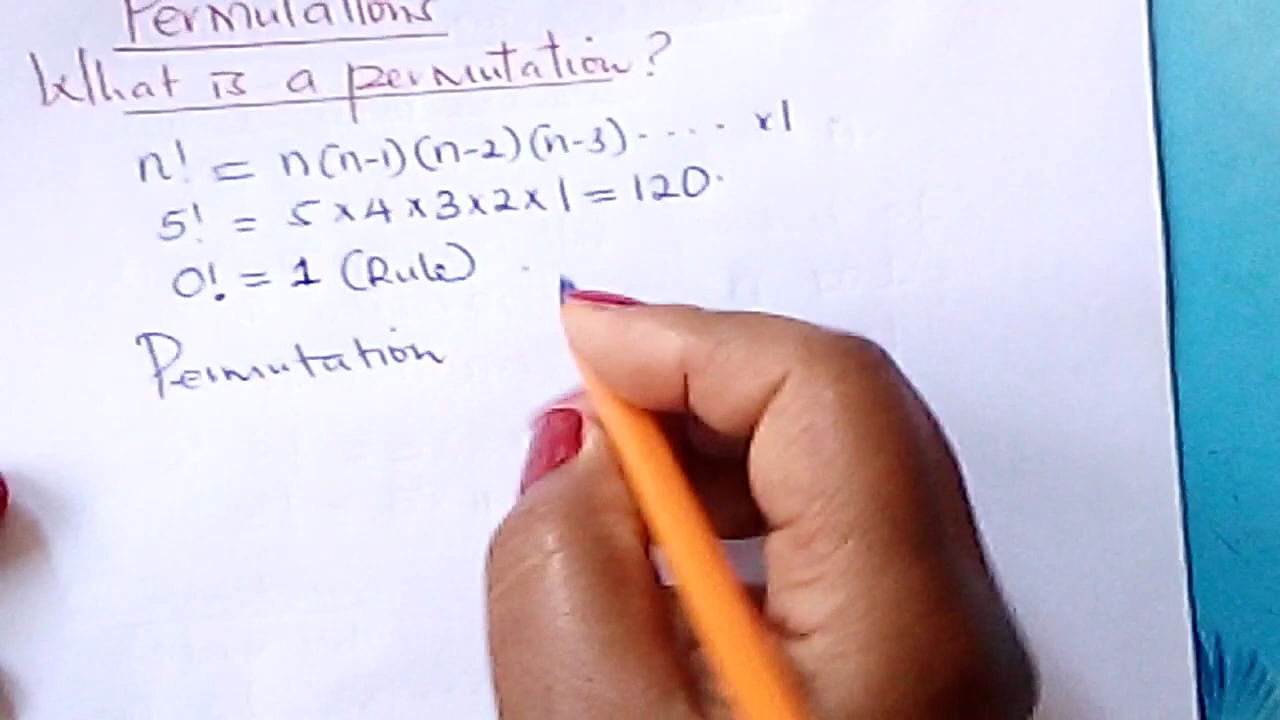 Permutations
What is a permutation?
n! = n(n-1)(n-2)(n-3)..... x1
5! = 5x4x3x2x1=120.
0! = 1 (Rule)
Permutation